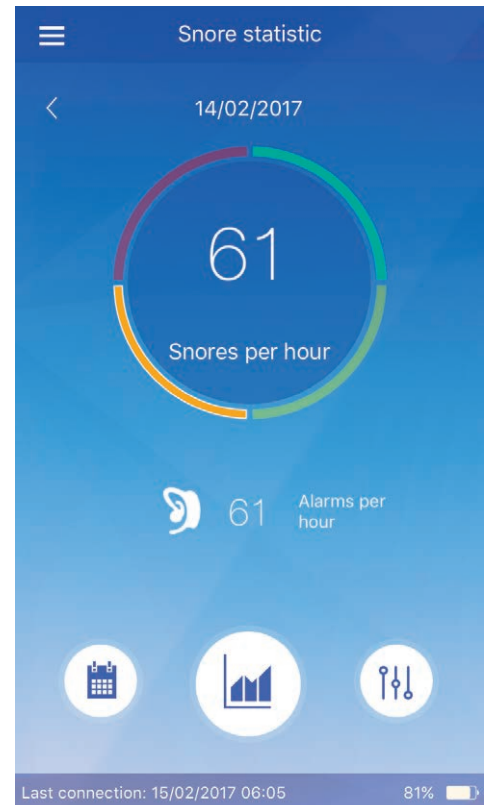 Snore statistic
14/02/2017
61
Snores per hour
61
Alarms per
hour
Last connection: 15/02/2017 06:05 81%